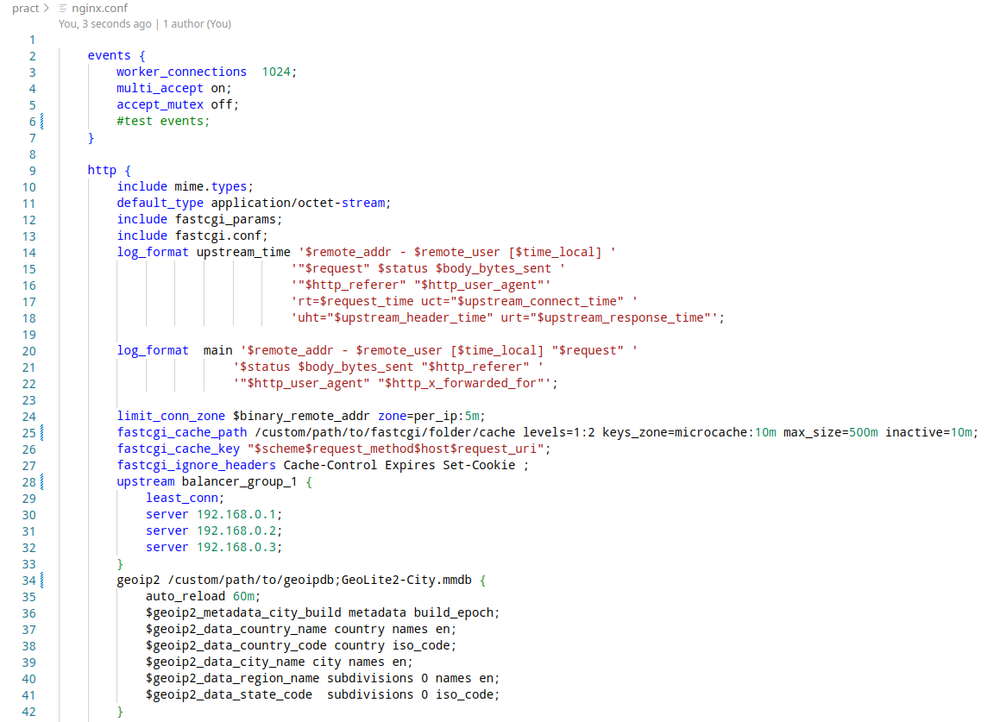 pract > nginx.conf
You, 3 seconds ago | 1 author (You)
1
2 events {
3 worker_connections  1024;
4 multi_accept on;
5 accept_mutex off;
6 #test events;
7 }
8
9 http {
10 include mime.types;
11 default_type application/octet-stream;
12 include fastcgi_params;
13 include fastcgi.conf;
14 log_format upstream_time '$remote_addr - $remote_user [$time_local] '
15 '"$request" $status $body_bytes_sent '
16 '"$http_referer" "$http_user_agent"'
17 'rt=$request_time uct="$upstream_connect_time" '
18 'uht="$upstream_header_time" urt="$upstream_response_time"';
19
20 log_format  main '$remote_addr - $remote_user [$time_local] "$request" '
21 '$status $body_bytes_sent "$http_referer" '
22 '"$http_user_agent" "$http_x_forwarded_for"';
23
24 limit_conn_zone $binary_remote_addr zone=per_ip:5m;
25 fastcgi_cache_path /custom/path/to/fastcgi/folder/cache levels=1:2 keys_zone=microcache:10m max_size=500m inactive=10m;
26 fastcgi_cache_key "$scheme$request_method$host$request_uri";
27 fastcgi_ignore_headers Cache-Control Expires Set-Cookie ;
28 upstream balancer_group_1 {
29 least_conn;
30 server 192.168.0.1;
31 server 192.168.0.2;
32 server 192.168.0.3;
33 }
34 geoip2 /custom/path/to/geoipdb;GeoLite2-City.mmdb {
35 auto_reload 60m;
36 $geoip2_metadata_city_build metadata build_epoch;
37 $geoip2_data_country_name country names en;
38 $geoip2_data_country_code country iso_code;
39 $geoip2_data_city_name city names en;
40 $geoip2_data_region_name subdivisions 0 names en;
41 $geoip2_data_state_code  subdivisions 0 iso_code;
42 }